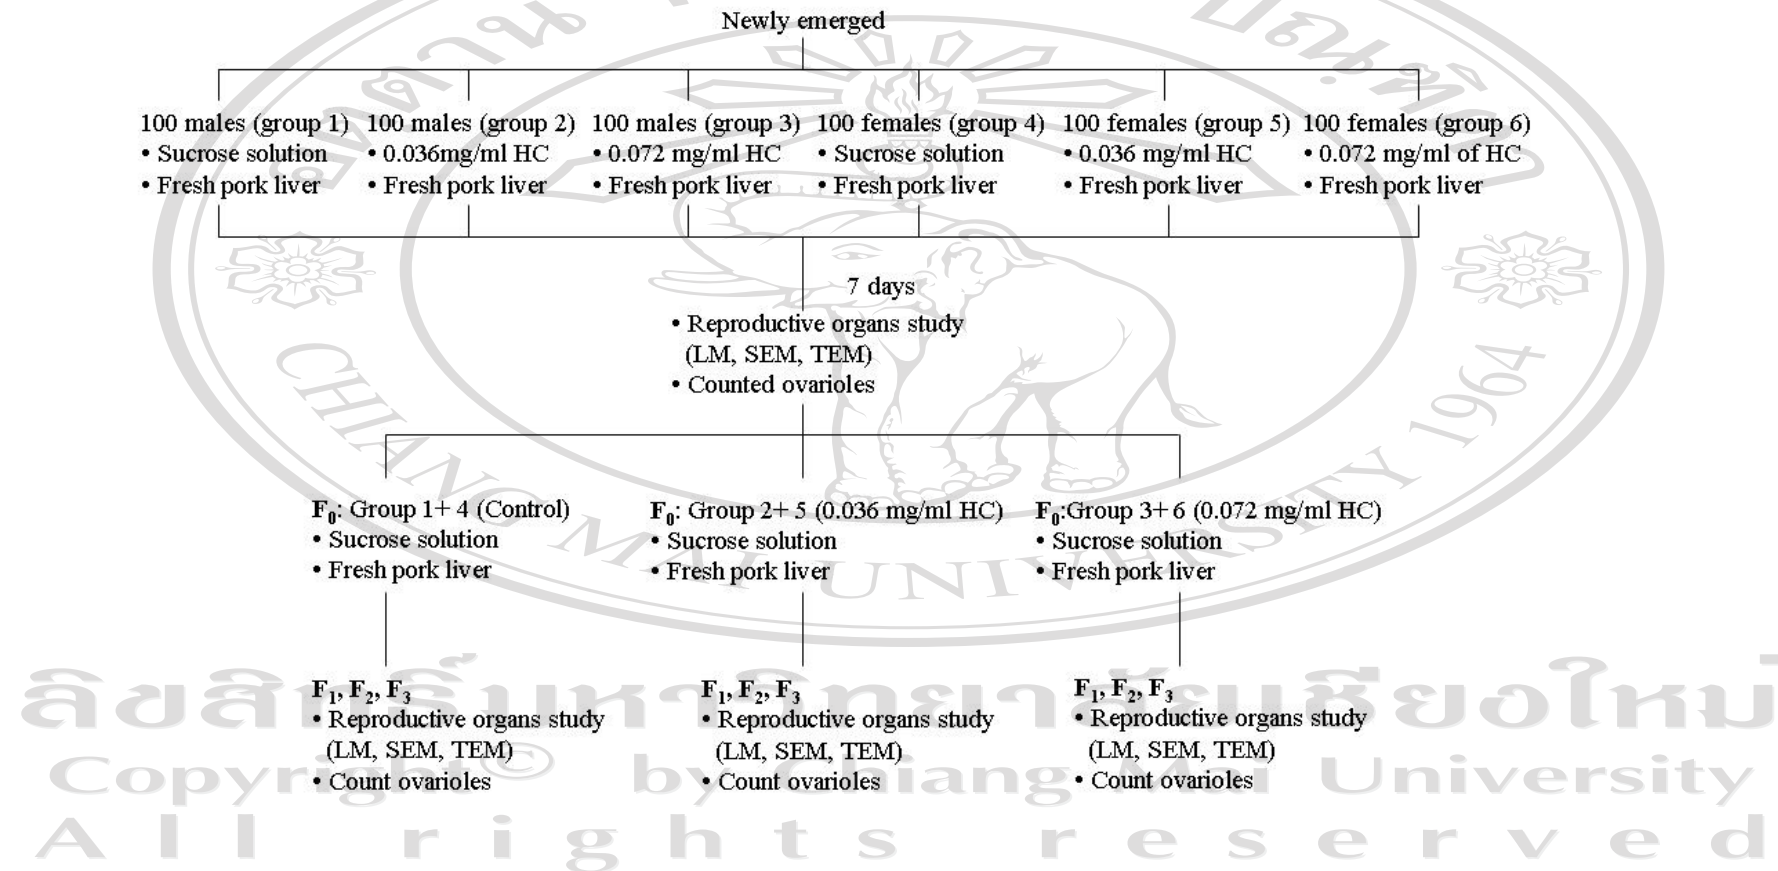 Newly emerged
100 males (group 1)
• Sucrose solution
• Fresh pork liver
100 males (group 2)
• 0.036mg/ml HC
• Fresh pork liver
100 males (group 3)
• 0.072 mg/ml HC
• Fresh pork liver
100 females (group 4)
• Sucrose solution
• Fresh pork liver
100 females (group 5)
• 0.036 mg/ml HC
• Fresh pork liver
100 females (group 6)
• 0.072 mg/ml of HC
• Fresh pork liver
7 days
• Reproductive organs study
(LM, SEM, TEM)
• Counted ovarioles
F0: Group 1+ 4 (Control)
• Sucrose solution
• Fresh pork liver
F0: Group 2+ 5 (0.036 mg/ml HC)
• Sucrose solution
• Fresh pork liver
F0:Group 3+ 6 (0.072 mg/ml HC)
• Sucrose solution
• Fresh pork liver
F1, F2, F3
• Reproductive organs study
(LM, SEM, TEM)
• Count ovarioles
F1, F2, F3
• Reproductive organs study
(LM, SEM, TEM)
• Count ovarioles
F1, F2, F3
• Reproductive organs study
(LM, SEM, TEM)
• Count ovarioles
CHIANG MAI UNIVERSITY 1964
ลิขสิทธิ์มหาวิทยาลัยเชียงใหม่
Copyright© by Chiang Mai University
All rights reserved